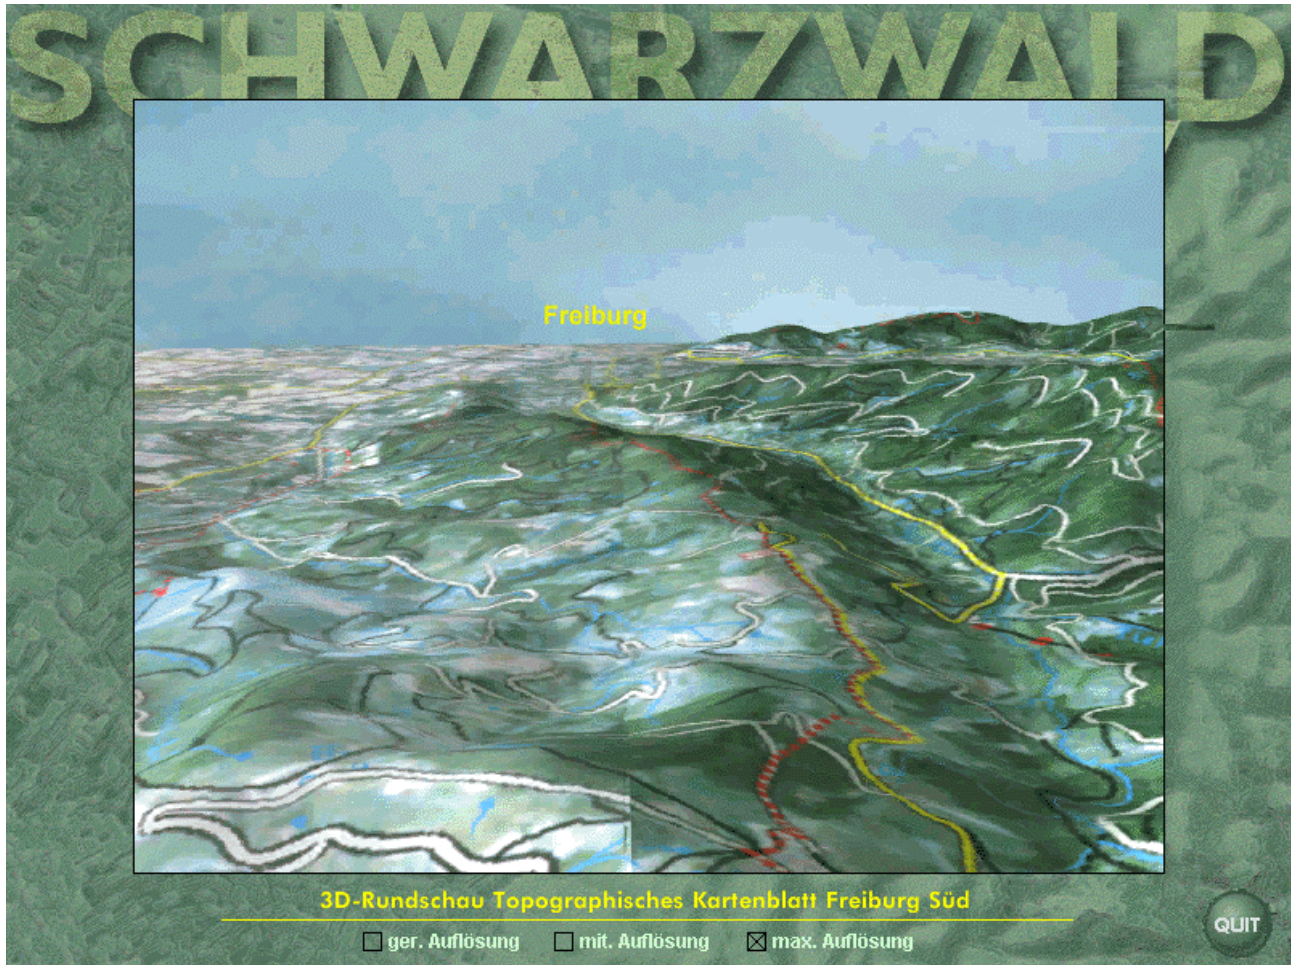 SCHWARZWALD
Freiburg
3D-Rundschau Topographisches Kartenblatt Freiburg Süd
ger. Auflösung mit. Auflösung max. Auflösung
QUIT